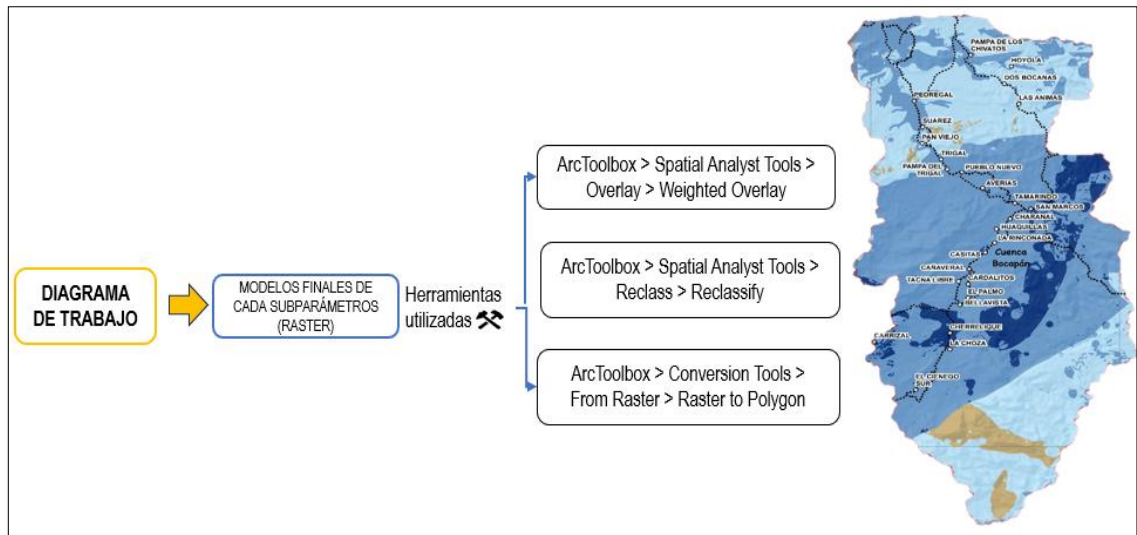 DIAGRAMA
DE TRABAJO
MODELOS FINALES DE
CADA SUBPARÁMETROS
(RASTER)
Herramientas
utilizadas
ArcToolbox > Spatial Analyst Tools >
Overlay > Weighted Overlay
ArcToolbox > Spatial Analyst Tools >
Reclass > Reclassify
ArcToolbox > Conversion Tools >
From Raster > Raster to Polygon
PAMPA DE LOS
CHIVATOS
HOYOLA
DOS BOCANAS
PEDREGAL
LAS ANIMAS
SUAREZ
PAN VIEJO
TRIGAL
PAMPA DEL
TRIGAL
PUEBLO NUEVO
AVERIAS
TAMARINDO
SAN MARCOS
CHARANAL
HUAQUILLAS
LA RINCONADA
CASITAS
Cuenca
Bocapán
CAÑAVERAL
CARDALITOS
TACNA LIBRE
EL PALMO
BELLAVISTA
CHERRELIQUE
CARRIZAL
LA CHOZA
EL CIENEGO
SUR